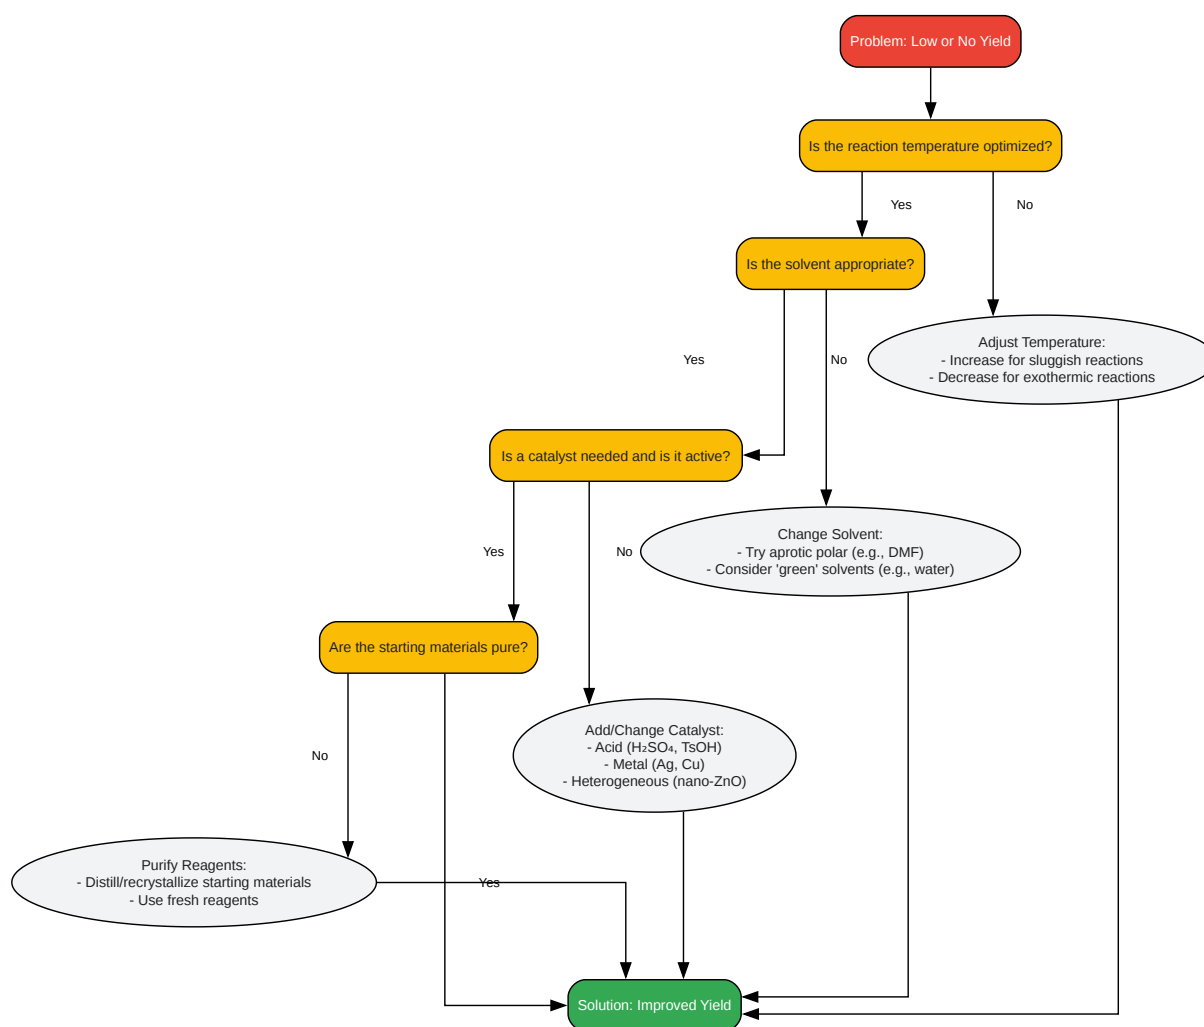 Problem: Low or No Yield
Is the reaction temperature optimized?
Yes
No
Is the solvent appropriate?
Adjust Temperature:
- Increase for sluggish reactions
- Decrease for exothermic reactions
Yes
No
Is a catalyst needed and is it active?
Change Solvent:
- Try aprotic polar (e.g., DMF)
- Consider 'green' solvents (e.g., water)
Yes
No
Are the starting materials pure?
Add/Change Catalyst:
- Acid (H₂SO₄, TsOH)
- Metal (Ag, Cu)
- Heterogeneous (nano-ZnO)
No
Purify Reagents:
- Distill/recrystallize starting materials
- Use fresh reagents
Yes
Solution: Improved Yield